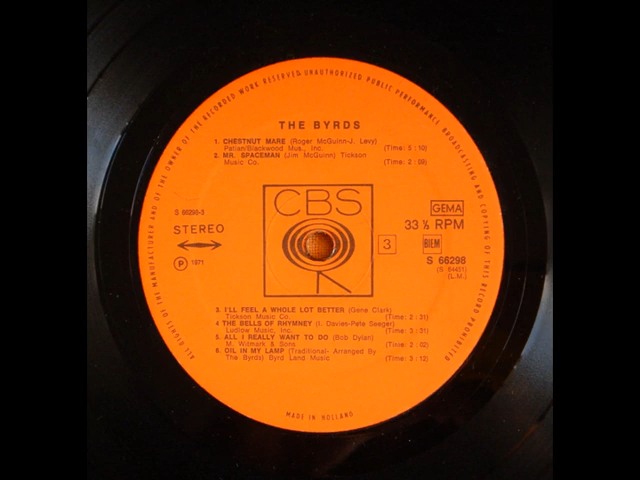 ALL RIGHTS OF THE MANUFACTURER AND OF THE OWNER OF THE RECORDED WORK RESERVED. UNAUTHORIZED PUBLIC PERFORMANCE BROADCASTING AND COPYING OF THIS RECORD PROHIBITED
THE BYRDS
1. CHESTNUT MARE (Roger McGuinn-J. Levy)
Patian/Blackwood Mus., Inc. (Time: 5 : 10)
2. MR. SPACEMAN (Jim McGuinn) Tickson
Music Co. (Time: 2 : 09)
CBS
S 66298-3
STEREO
P 1971
GEMA
33 ⅓ RPM
3
BIEM
S 66298
(S 64451)
(L.M.)
3. I'LL FEEL A WHOLE LOT BETTER (Gene Clark)
Tickson Music Co. (Time: 2 : 31)
4 THE BELLS OF RHYMNEY (I. Davies-Pete Seeger)
Ludlow Music, Inc. (Time: 3 : 31)
5. ALL I REALLY WANT TO DO (Bob Dylan)
M. Witmark & Sons (Time: 2 : 02)
6. OIL IN MY LAMP (Traditional- Arranged By
The Byrds) Byrd Land Music (Time: 3 : 12)
MADE IN HOLLAND